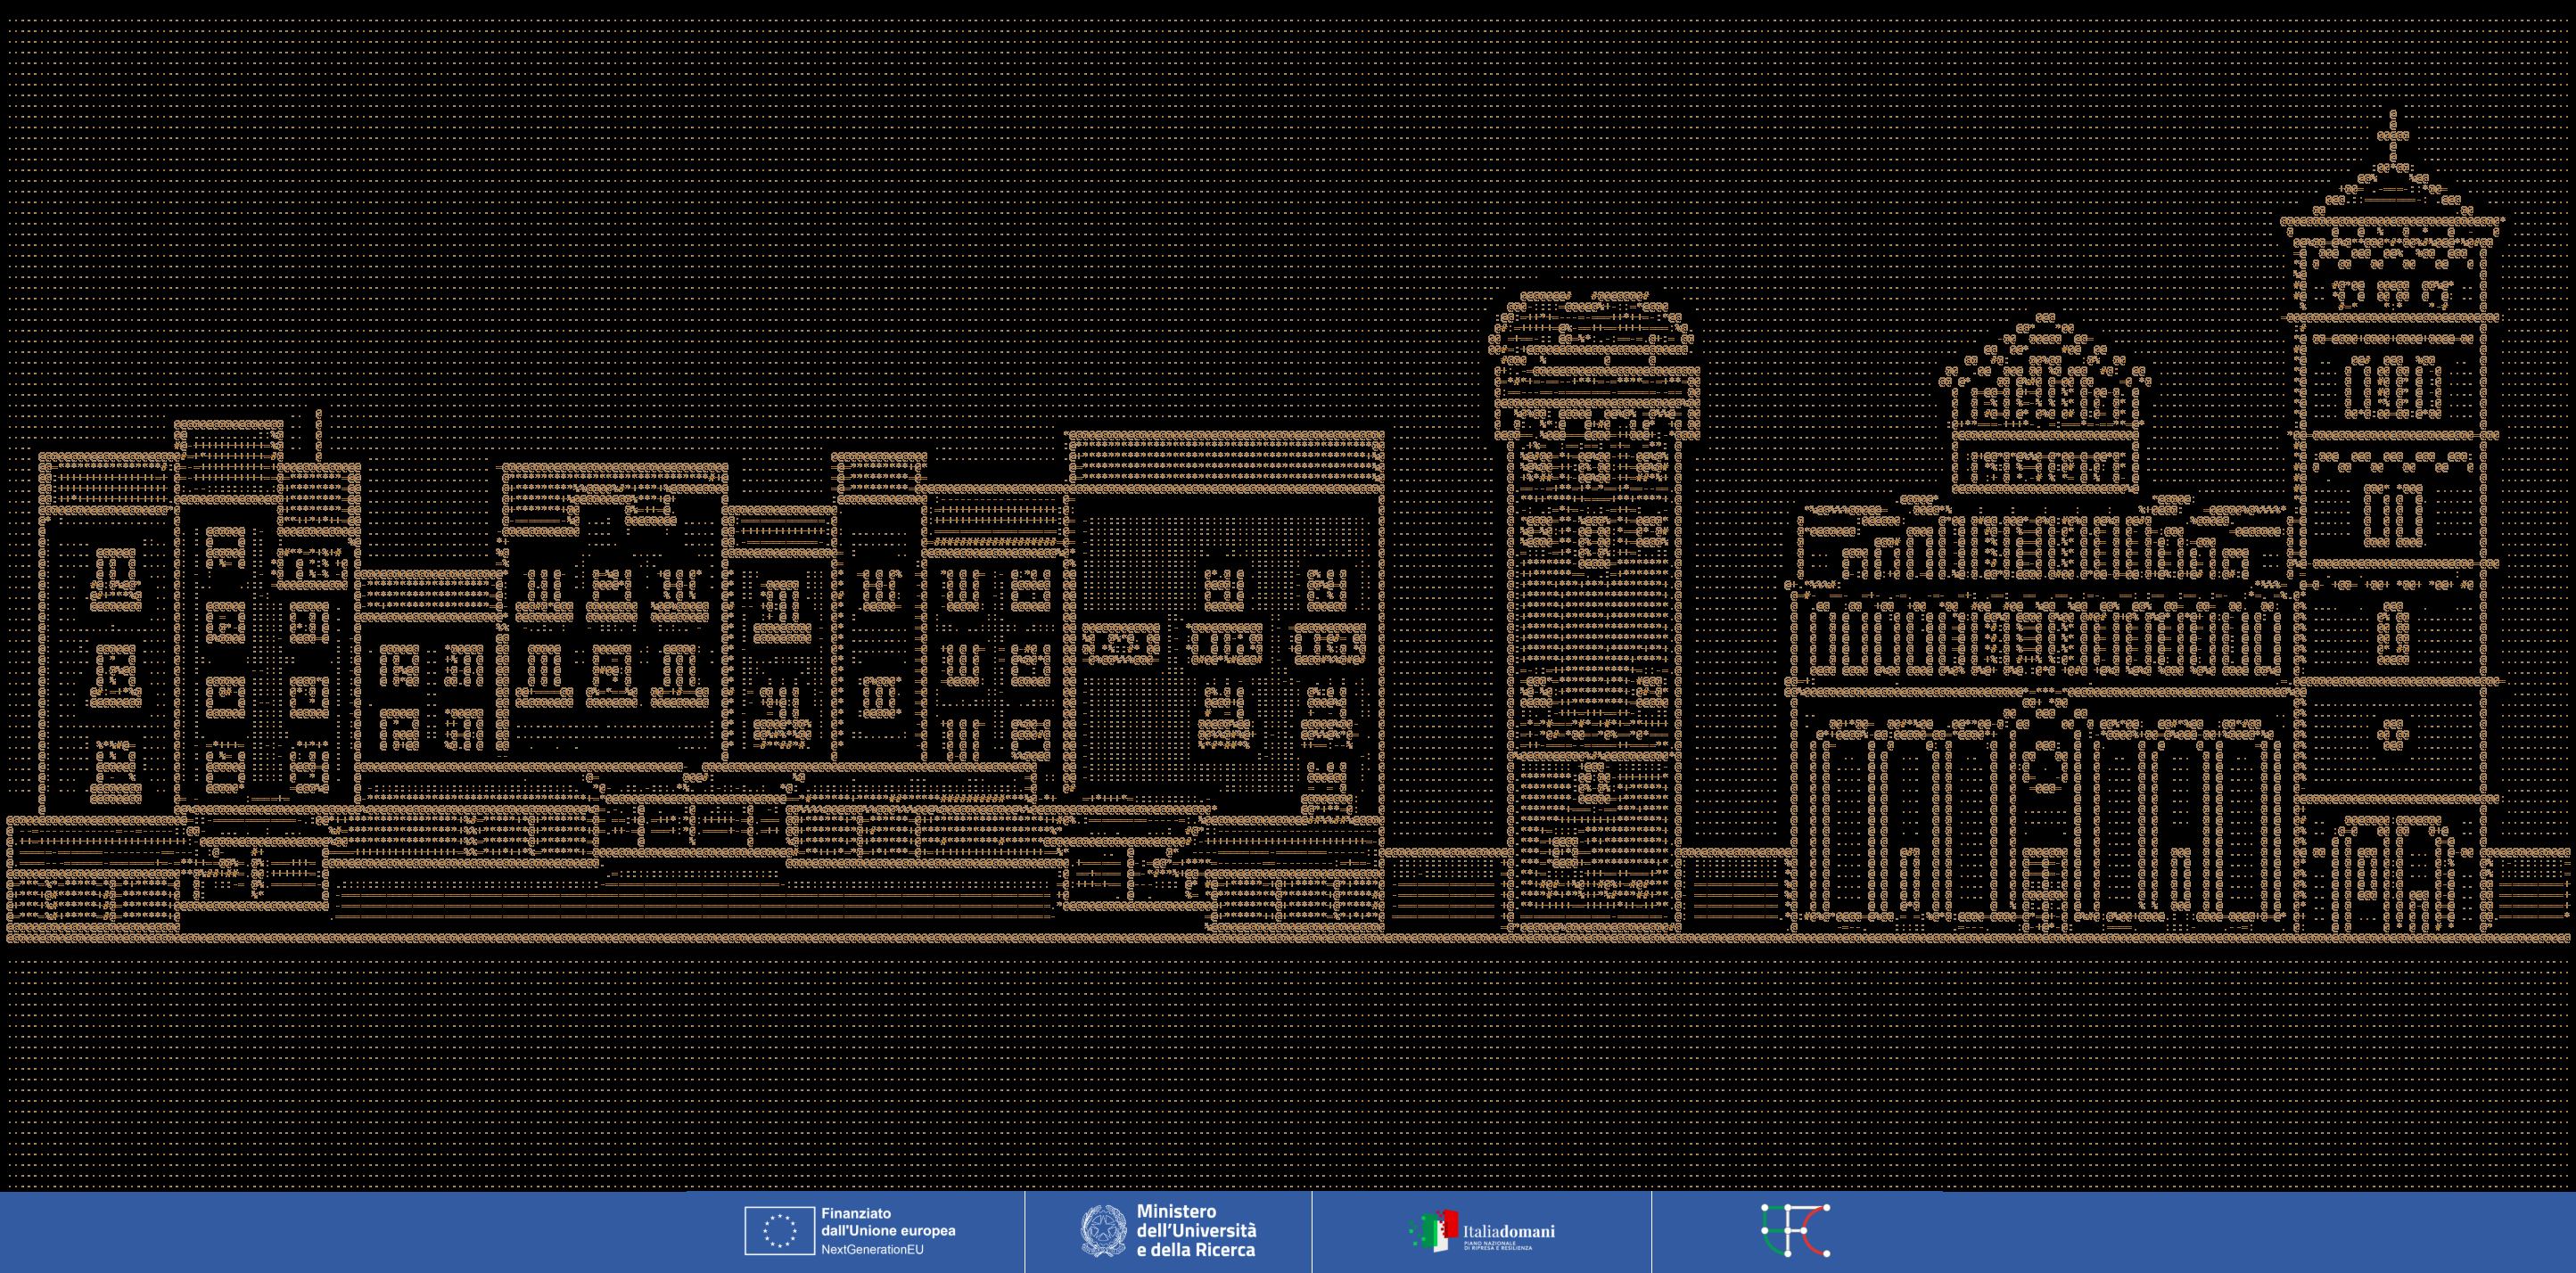 Finanziato
dall'Unione europea
NextGenerationEU
Ministero
dell'Università
e della Ricerca
Italiadomani
PIANO NAZIONALE
DI RIPRESA E RESILIENZA